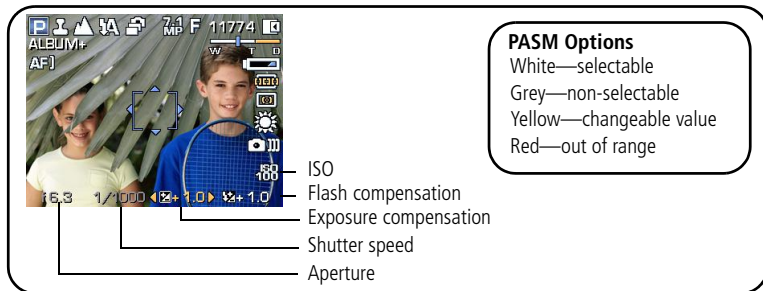 P 7.1 MP F 11774
ALBUM+
W T D
AF]
ISO 100
f 6.3 1/1000 + 1.0 + 1.0
PASM Options
White—selectable
Grey—non-selectable
Yellow—changeable value
Red—out of range
ISO
Flash compensation
Exposure compensation
Shutter speed
Aperture